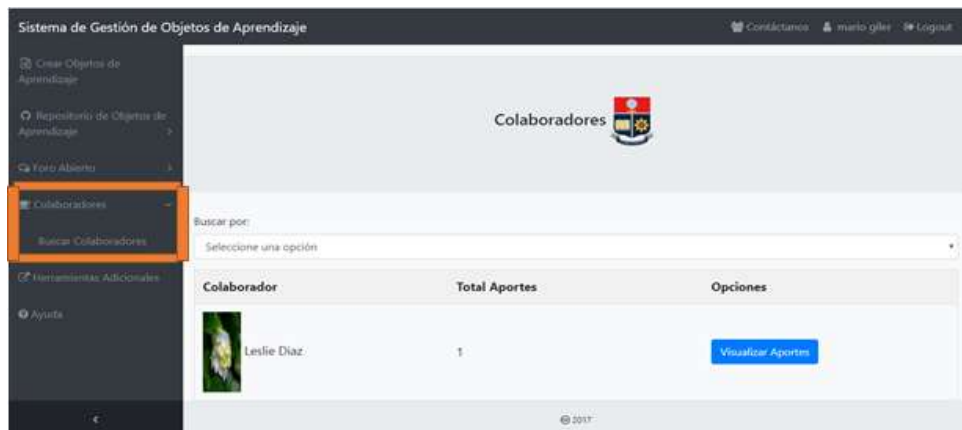 Sistema de Gestión de Objetos de Aprendizaje
Contáctanos mario giler Logout
Crear Objetos de
Aprendizaje
Repositorio de Objetos de
Aprendizaje
Foro Abierto
Colaboradores
Buscar Colaboradores
Herramientas Adicionales
Ayuda
Colaboradores
Buscar por:
Seleccione una opción
Colaborador Total Aportes Opciones
Leslie Diaz 1 Visualizar Aportes
© 2017